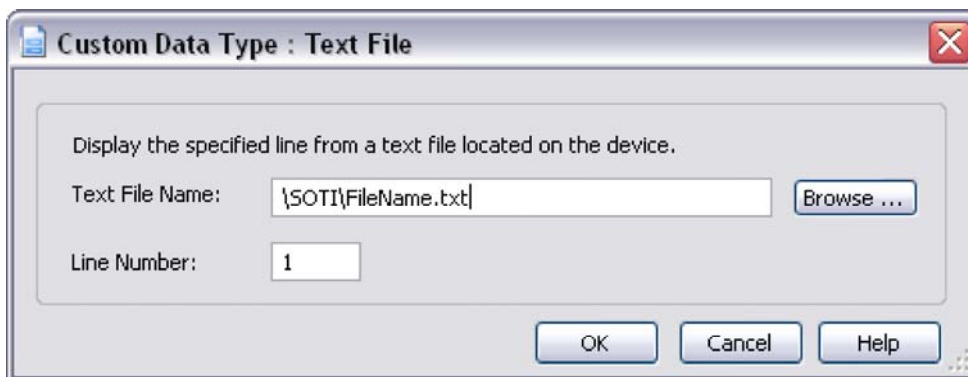 Custom Data Type : Text File
Display the specified line from a text file located on the device.
Text File Name: \SOTI\FileName.txt Browse ...
Line Number: 1
OK Cancel Help